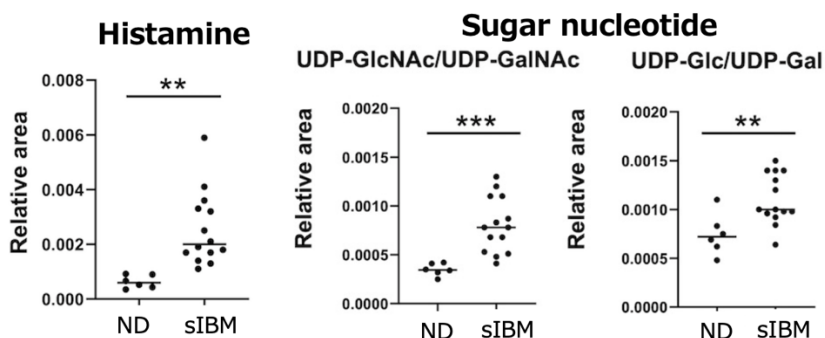 Histamine
**
Relative area
0.008
0.006
0.004
0.002
0.000
ND sIBM
Sugar nucleotide
UDP-GlcNAc/UDP-GalNAc
***
Relative area
0.0020
0.0015
0.0010
0.0005
0.0000
ND sIBM
UDP-Glc/UDP-Gal
**
Relative area
0.0020
0.0015
0.0010
0.0005
0.0000
ND sIBM